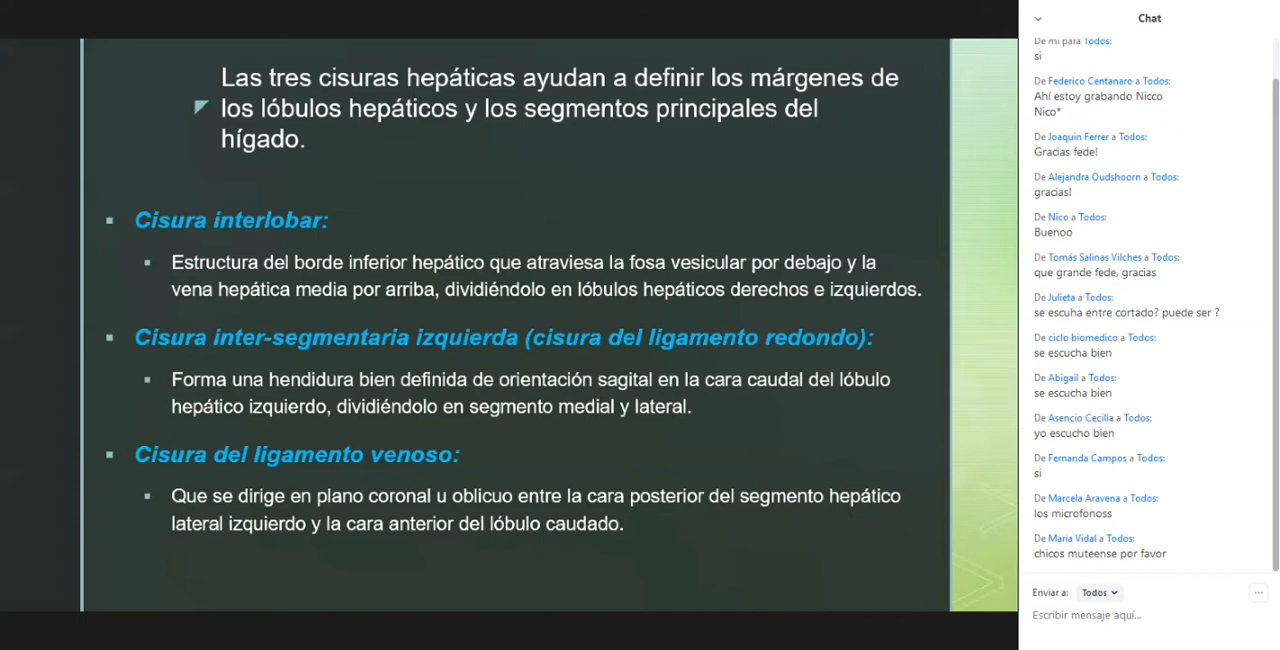 Las tres cisuras hepáticas ayudan a definir los márgenes de
los lóbulos hepáticos y los segmentos principales del
hígado.
Cisura interlobar:
Estructura del borde inferior hepático que atraviesa la fosa vesicular por debajo y la
vena hepática media por arriba, dividiéndolo en lóbulos hepáticos derechos e izquierdos.
Cisura inter-segmentaria izquierda (cisura del ligamento redondo):
Forma una hendidura bien definida de orientación sagital en la cara caudal del lóbulo
hepático izquierdo, dividiéndolo en segmento medial y lateral.
Cisura del ligamento venoso:
Que se dirige en plano coronal u oblicuo entre la cara posterior del segmento hepático
lateral izquierdo y la cara anterior del lóbulo caudado.
Chat
De mí para Todos:
si
De Federico Centanaro a Todos:
Ahí estoy grabando Nicco
Nico*
De Joaquin Ferrer a Todos:
Gracias fede!
De Alejandra Oudshoorn a Todos:
gracias!
De Nico a Todos:
Buenoo
De Tomás Salinas Vilches a Todos:
que grande fede, gracias
De Julieta a Todos:
se escuha entre cortado? puede ser ?
De ciclo biomedico a Todos:
se escucha bien
De Abigail a Todos:
se escucha bien
De Asencio Cecilia a Todos:
yo escucho bien
De Fernanda Campos a Todos:
si
De Marcela Aravena a Todos:
los microfonoss
De Maria Vidal a Todos:
chicos muteense por favor
Enviar a: Todos
Escribir mensaje aquí...